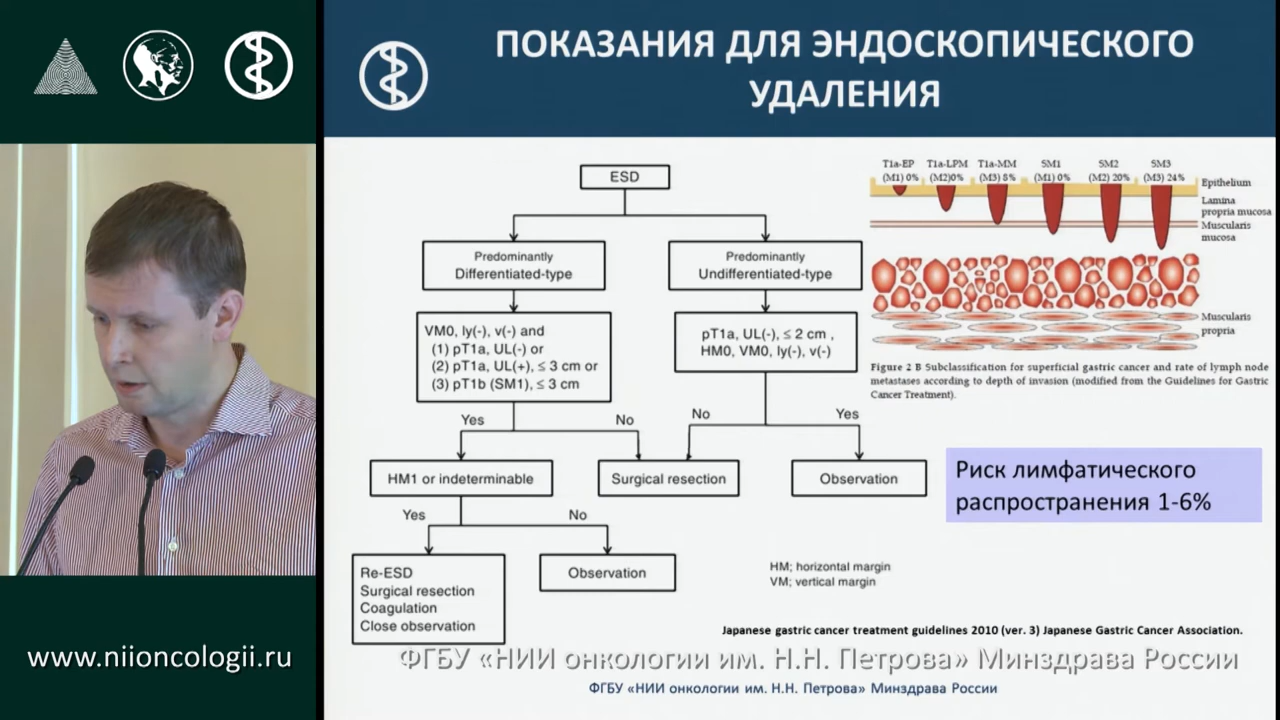 ПОКАЗАНИЯ ДЛЯ ЭНДОСКОПИЧЕСКОГО
УДАЛЕНИЯ
ESD
Predominantly
Differentiated-type
Predominantly
Undifferentiated-type
VM0, ly(-), v(-) and
(1) pT1a, UL(-) or
(2) pT1a, UL(+), ≤ 3 cm or
(3) pT1b (SM1), ≤ 3 cm
pT1a, UL(-), ≤ 2 cm ,
HM0, VM0, ly(-), v(-)
Yes
No
No
Yes
HM1 or indeterminable
Surgical resection
Observation
Yes
No
Re-ESD
Surgical resection
Coagulation
Close observation
Observation
HM; horizontal margin
VM; vertical margin
T1a-EP T1a-LPM T1a-MM SM1 SM2 SM3
(M1) 0% (M2)0% (M3) 8% (M1) 0% (M2) 20% (M3) 24%
Epithelium
Lamina
propria mucosa
Muscularis
mucosa
Muscularis
propria
Figure 2 B Subclassification for superficial gastric cancer and rate of lymph node
metastases according to depth of invasion (modified from the Guidelines for Gastric
Cancer Treatment).
Риск лимфатического
распространения 1-6%
Japanese gastric cancer treatment guidelines 2010 (ver. 3) Japanese Gastric Cancer Association.
www.niioncologii.ru
ФГБУ «НИИ онкологии им. Н.Н. Петрова» Минздрава России
ФГБУ «НИИ онкологии им. Н.Н. Петрова» Минздрава России